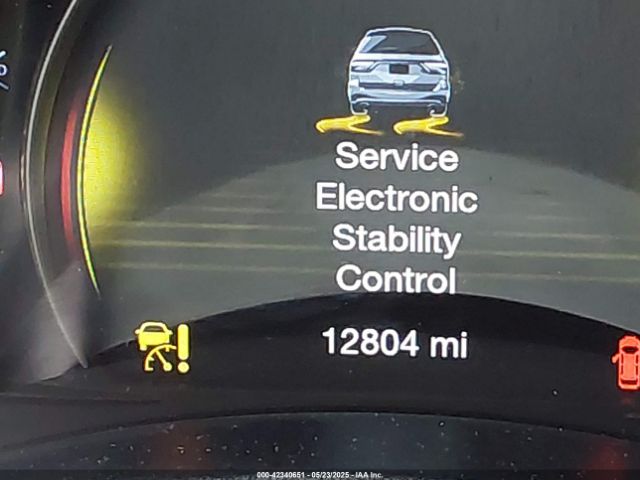 Service
Electronic
Stability
Control
12804 mi
000-42340651 - 05/23/2025 - IAA Inc.